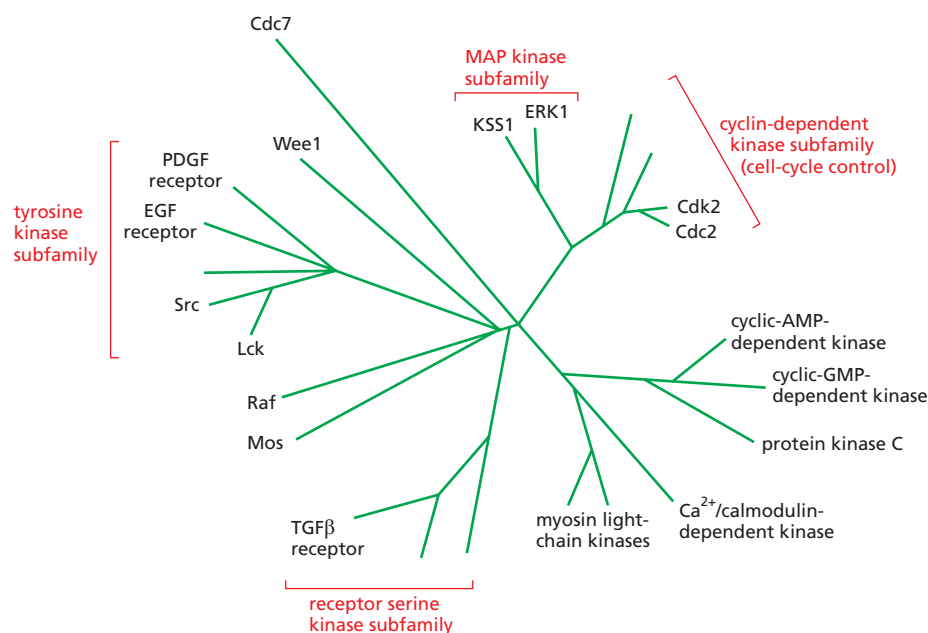 Cdc7
MAP kinase
subfamily
ERK1
KSS1
cyclin-dependent
kinase subfamily
(cell-cycle control)
Wee1
PDGF
receptor
EGF
receptor
tyrosine
kinase
subfamily
Cdk2
Cdc2
Src
Lck
cyclic-AMP-
dependent kinase
cyclic-GMP-
dependent kinase
Raf
Mos
protein kinase C
TGFβ
receptor
myosin light-
chain kinases
Ca²⁺/calmodulin-
dependent kinase
receptor serine
kinase subfamily